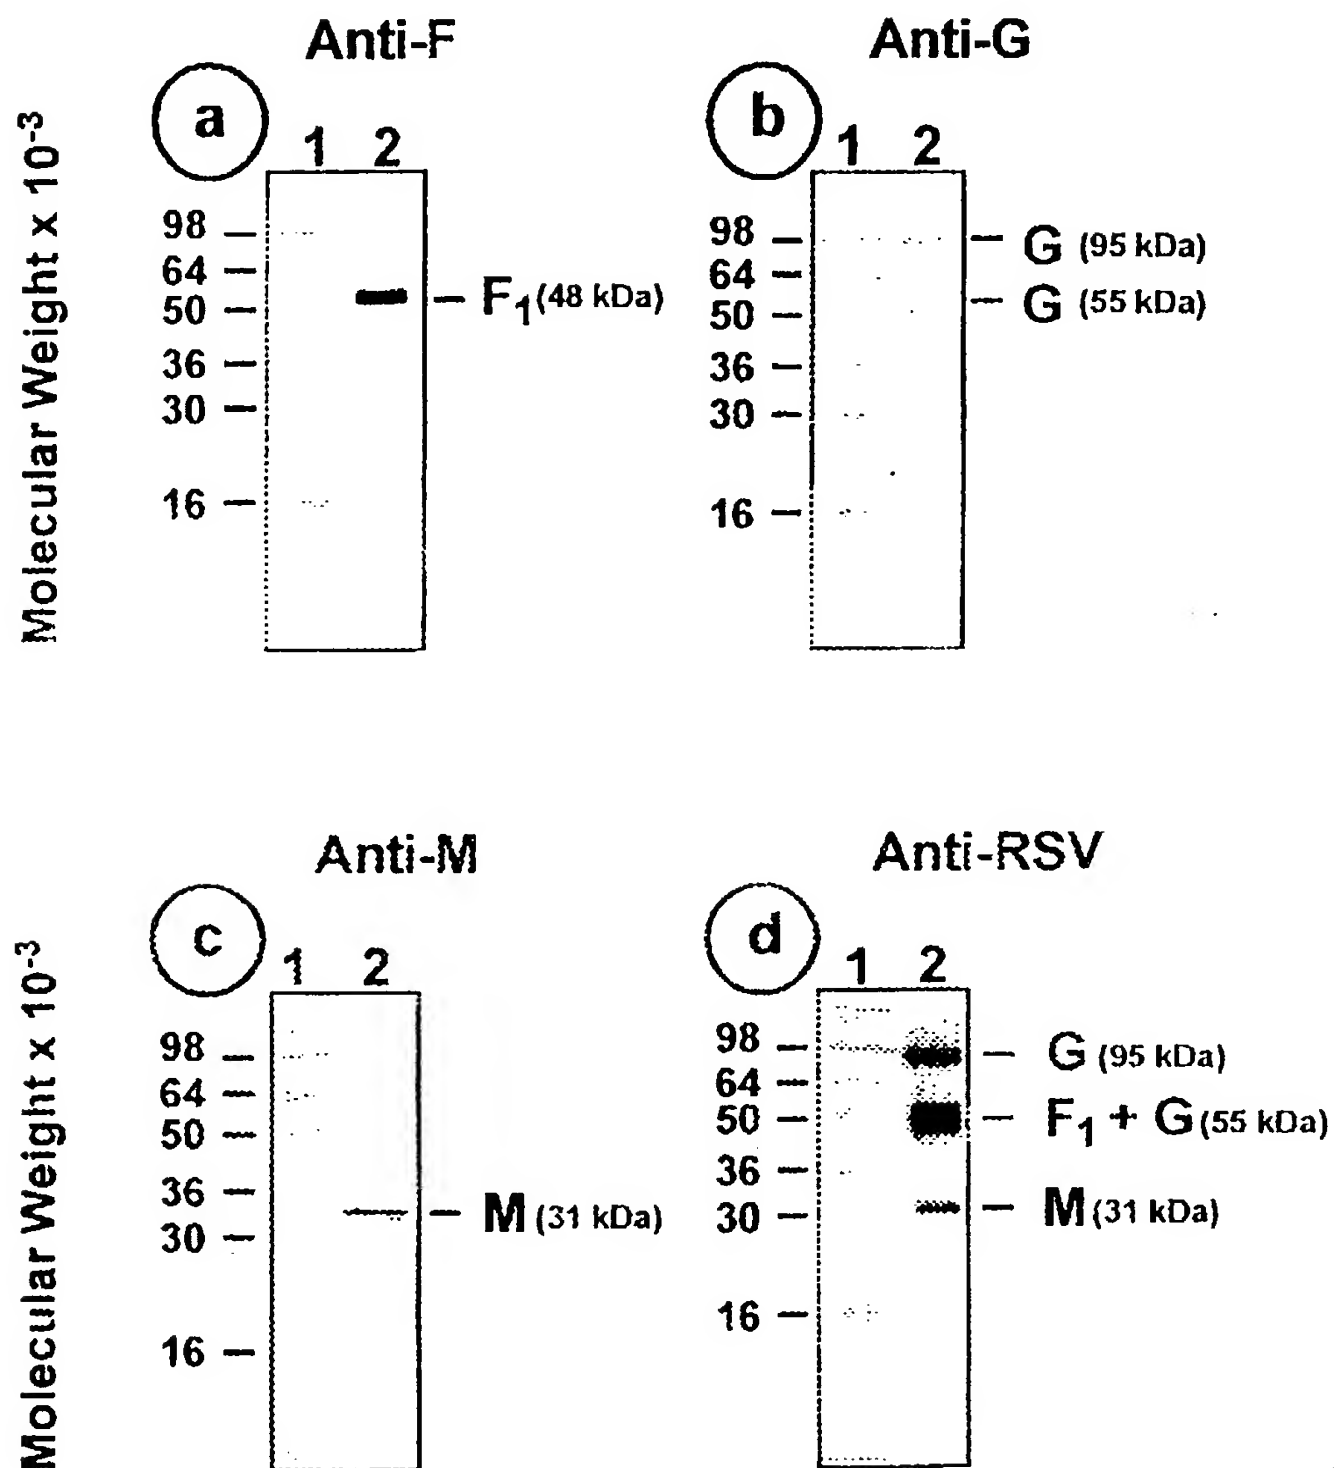 Anti-F
a
1 2
Molecular Weight x 10-3
98
64
50
36
30
16
F1 (48 kDa)
Anti-G
b
1 2
98
64
50
36
30
16
G (95 kDa)
G (55 kDa)
Anti-M
c
1 2
Molecular Weight x 10-3
98
64
50
36
30
16
M (31 kDa)
Anti-RSV
d
1 2
98
64
50
36
30
16
G (95 kDa)
F1 + G (55 kDa)
M (31 kDa)